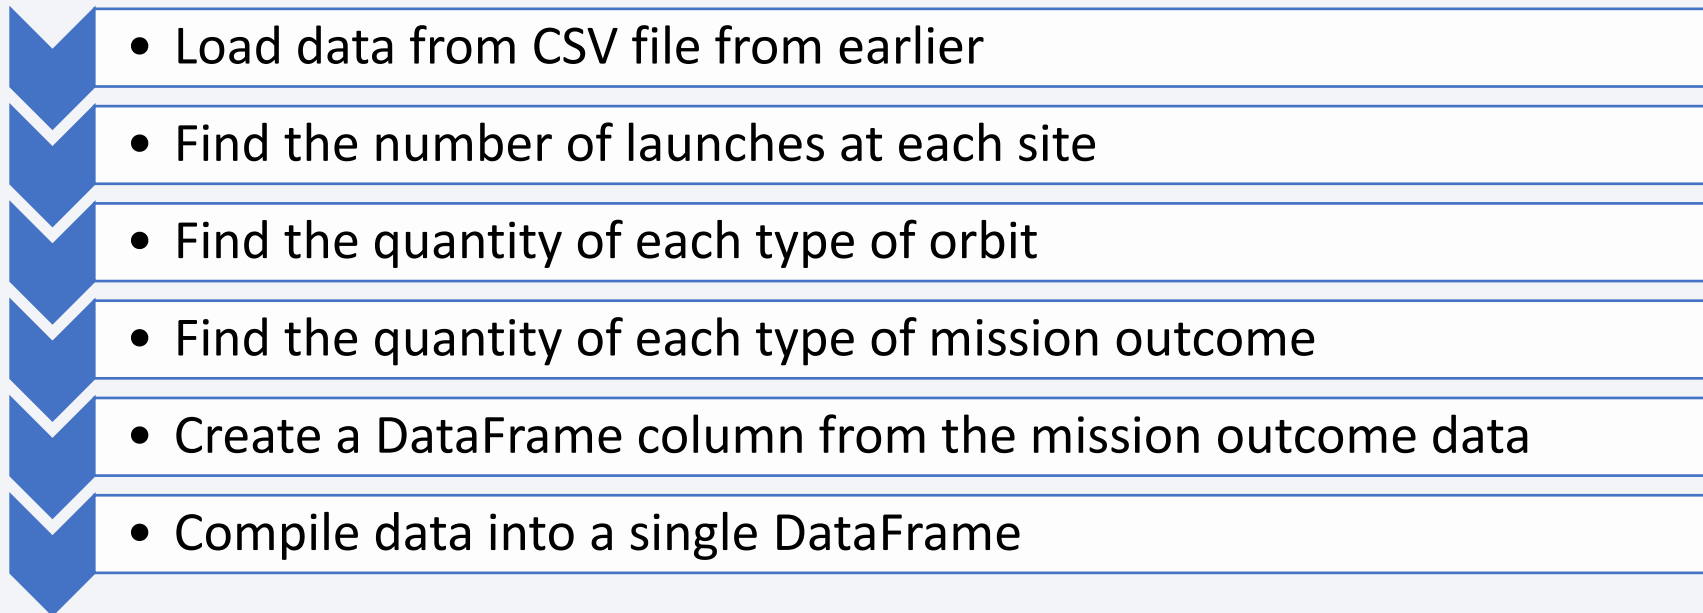 • Load data from CSV file from earlier
• Find the number of launches at each site
• Find the quantity of each type of orbit
• Find the quantity of each type of mission outcome
• Create a DataFrame column from the mission outcome data
• Compile data into a single DataFrame